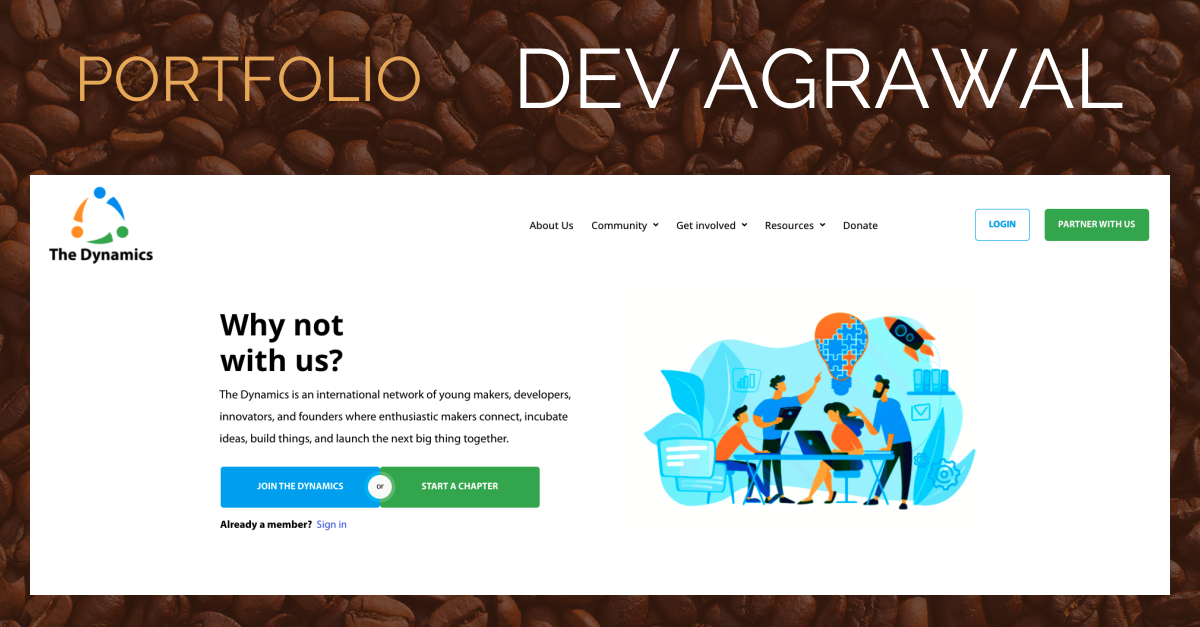 PORTFOLIO
DEV AGRAWAL
The Dynamics
About Us
Community
Get involved
Resources
Donate
LOGIN
PARTNER WITH US
Why not
with us?
The Dynamics is an international network of young makers, developers,
innovators, and founders where enthusiastic makers connect, incubate
ideas, build things, and launch the next big thing together.
JOIN THE DYNAMICS
or
START A CHAPTER
Already a member? Sign in